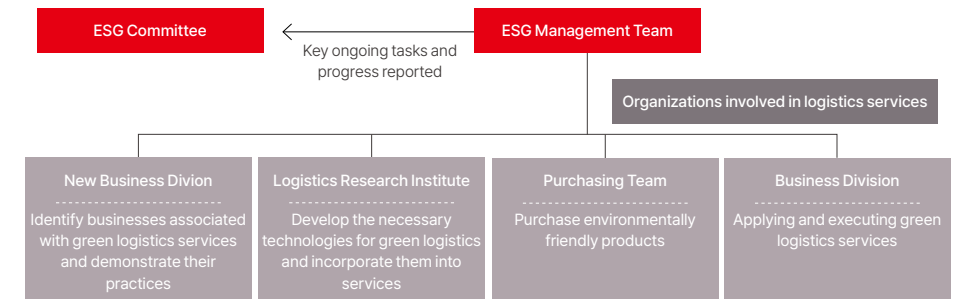 ESG Committee
ESG Management Team
Key ongoing tasks and
progress reported
Organizations involved in logistics services
New Business Divion
Identify businesses associated
with green logistics services
and demonstrate their
practices
Logistics Research Institute
Develop the necessary
technologies for green logistics
and incorporate them into
services
Purchasing Team
Purchase environmentally
friendly products
Business Division
Applying and executing green
logistics services